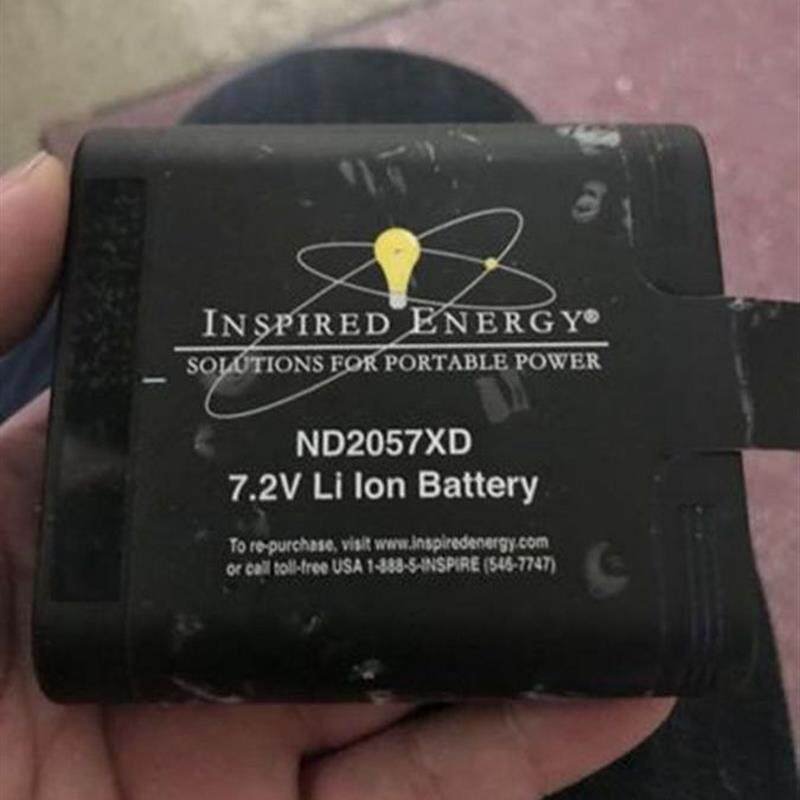 INSPIRED ENERGY®
SOLUTIONS FOR PORTABLE POWER
ND2057XD
7.2V Li Ion Battery
To re-purchase, visit www.inspiredenergy.com
or call toll-free USA 1-888-5-INSPIRE (546-7747)